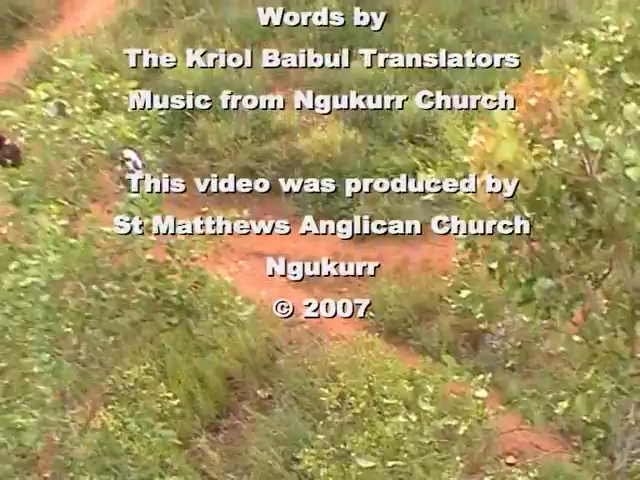 Words by
The Kriol Baibul Translators
Music from Ngukurr Church
This video was produced by
St Matthews Anglican Church
Ngukurr
© 2007